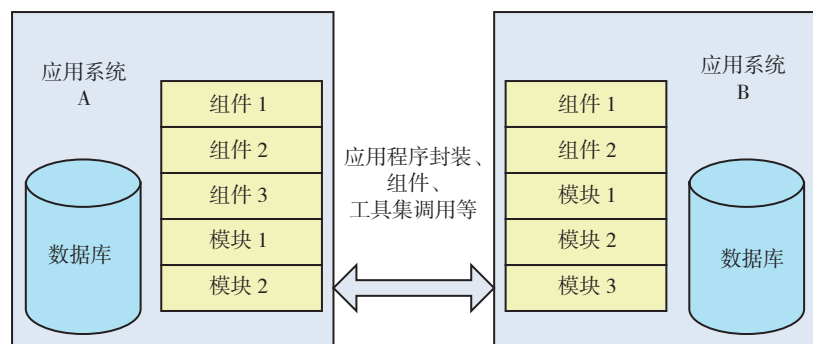 应用系统
A
组件 1
组件 2
组件 3
模块 1
模块 2
数据库
应用程序封装、
组件、
工具集调用等
应用系统
B
组件 1
组件 2
模块 1
模块 2
模块 3
数据库